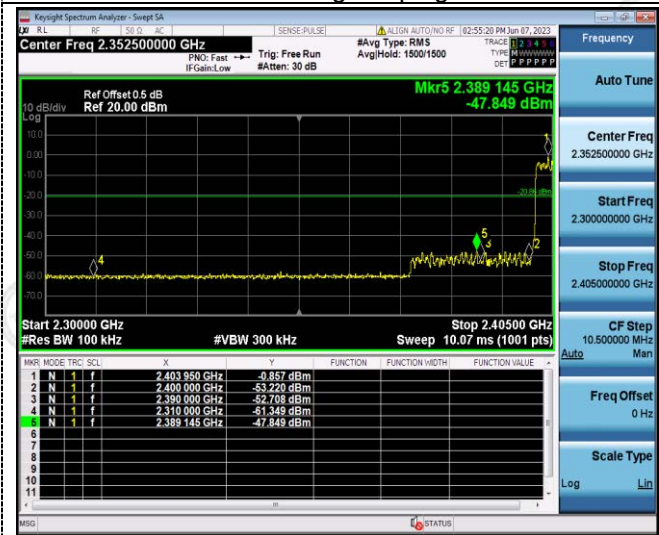 Keysight Spectrum Analyzer - Swept SA
LXI RL RF 50 Ω AC SENSE:PULSE ALIGN AUTO/NO RF 02:55:20 PM Jun 07, 2023
Center Freq 2.352500000 GHz
PNO: Fast
IFGain:Low
Trig: Free Run
#Atten: 30 dB
#Avg Type: RMS
Avg|Hold: 1500/1500
TRACE 1 2 3 4 5 6
TYPE M W W W W W
DET P P P P P P
Frequency
Auto Tune
Ref Offset 0.5 dB
10 dB/div Ref 20.00 dBm
Log
Mkr5 2.389 145 GHz
-47.849 dBm
10.0
0.00
-10.0
-20.0
-30.0
-40.0
-50.0
-60.0
-70.0
-20.86 dBm
1
2
3
4
5
Center Freq
2.352500000 GHz
Start Freq
2.300000000 GHz
Stop Freq
2.405000000 GHz
Start 2.30000 GHz Stop 2.40500 GHz
#Res BW 100 kHz #VBW 300 kHz Sweep 10.07 ms (1001 pts)
CF Step
10.500000 MHz
Auto Man
MKR MODE TRC SCL X Y FUNCTION FUNCTION WIDTH FUNCTION VALUE
1 N 1 f 2.403 950 GHz -0.857 dBm
2 N 1 f 2.400 000 GHz -53.220 dBm
3 N 1 f 2.390 000 GHz -52.708 dBm
4 N 1 f 2.310 000 GHz -61.349 dBm
5 N 1 f 2.389 145 GHz -47.849 dBm
6
7
8
9
10
11
Freq Offset
0 Hz
Scale Type
Log Lin
MSG STATUS